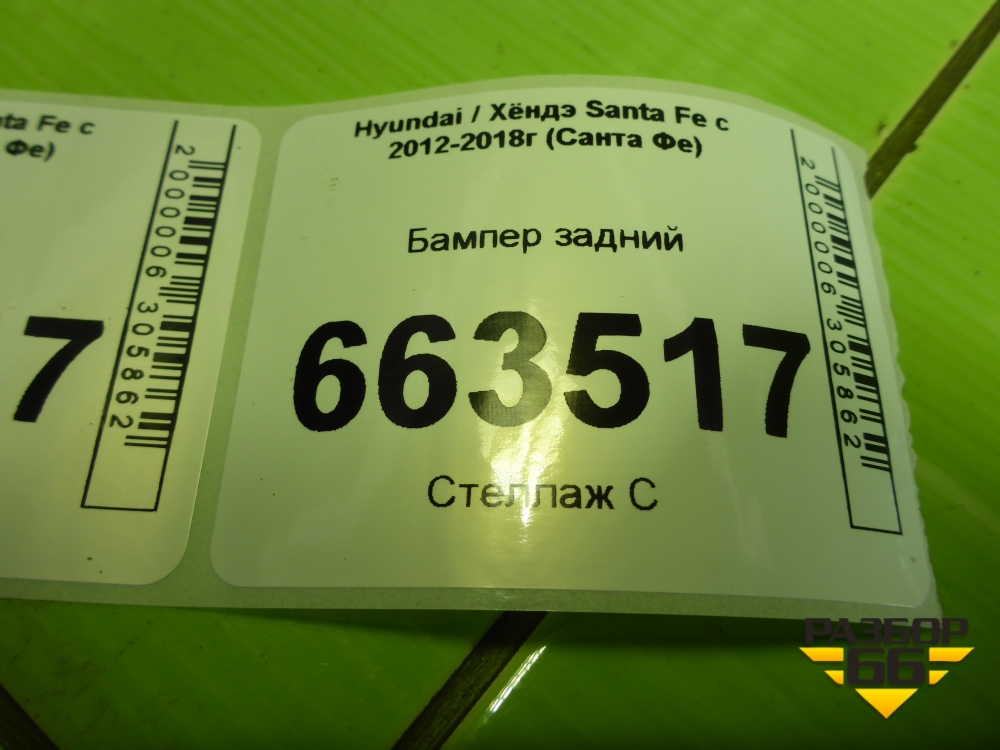 nta Fe с
Фе)
2000006305862
7
Hyundai / Хёндэ Santa Fe с
2012-2018г (Санта Фе)
Бампер задний
663517
Стеллаж С
2000006305862
РАЗБОР
66